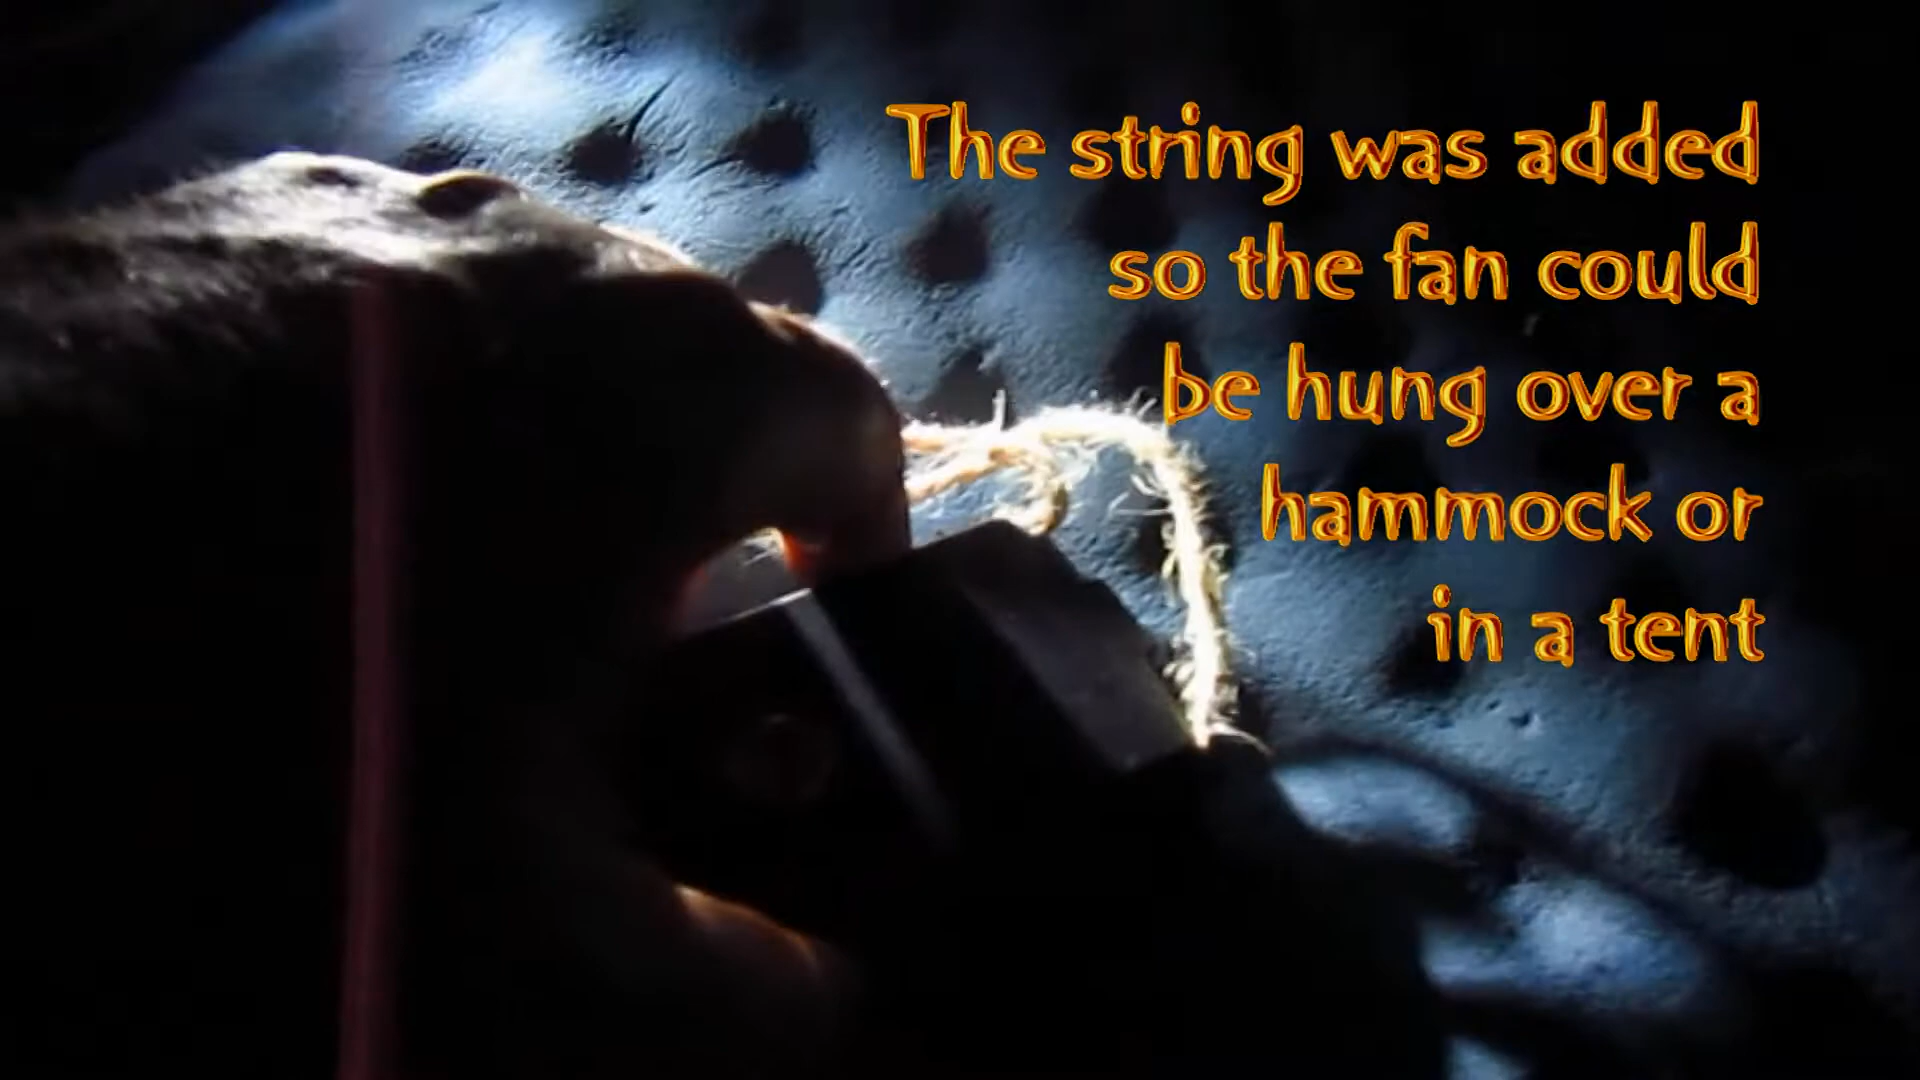 The string was added
so the fan could
be hung over a
hammock or
in a tent